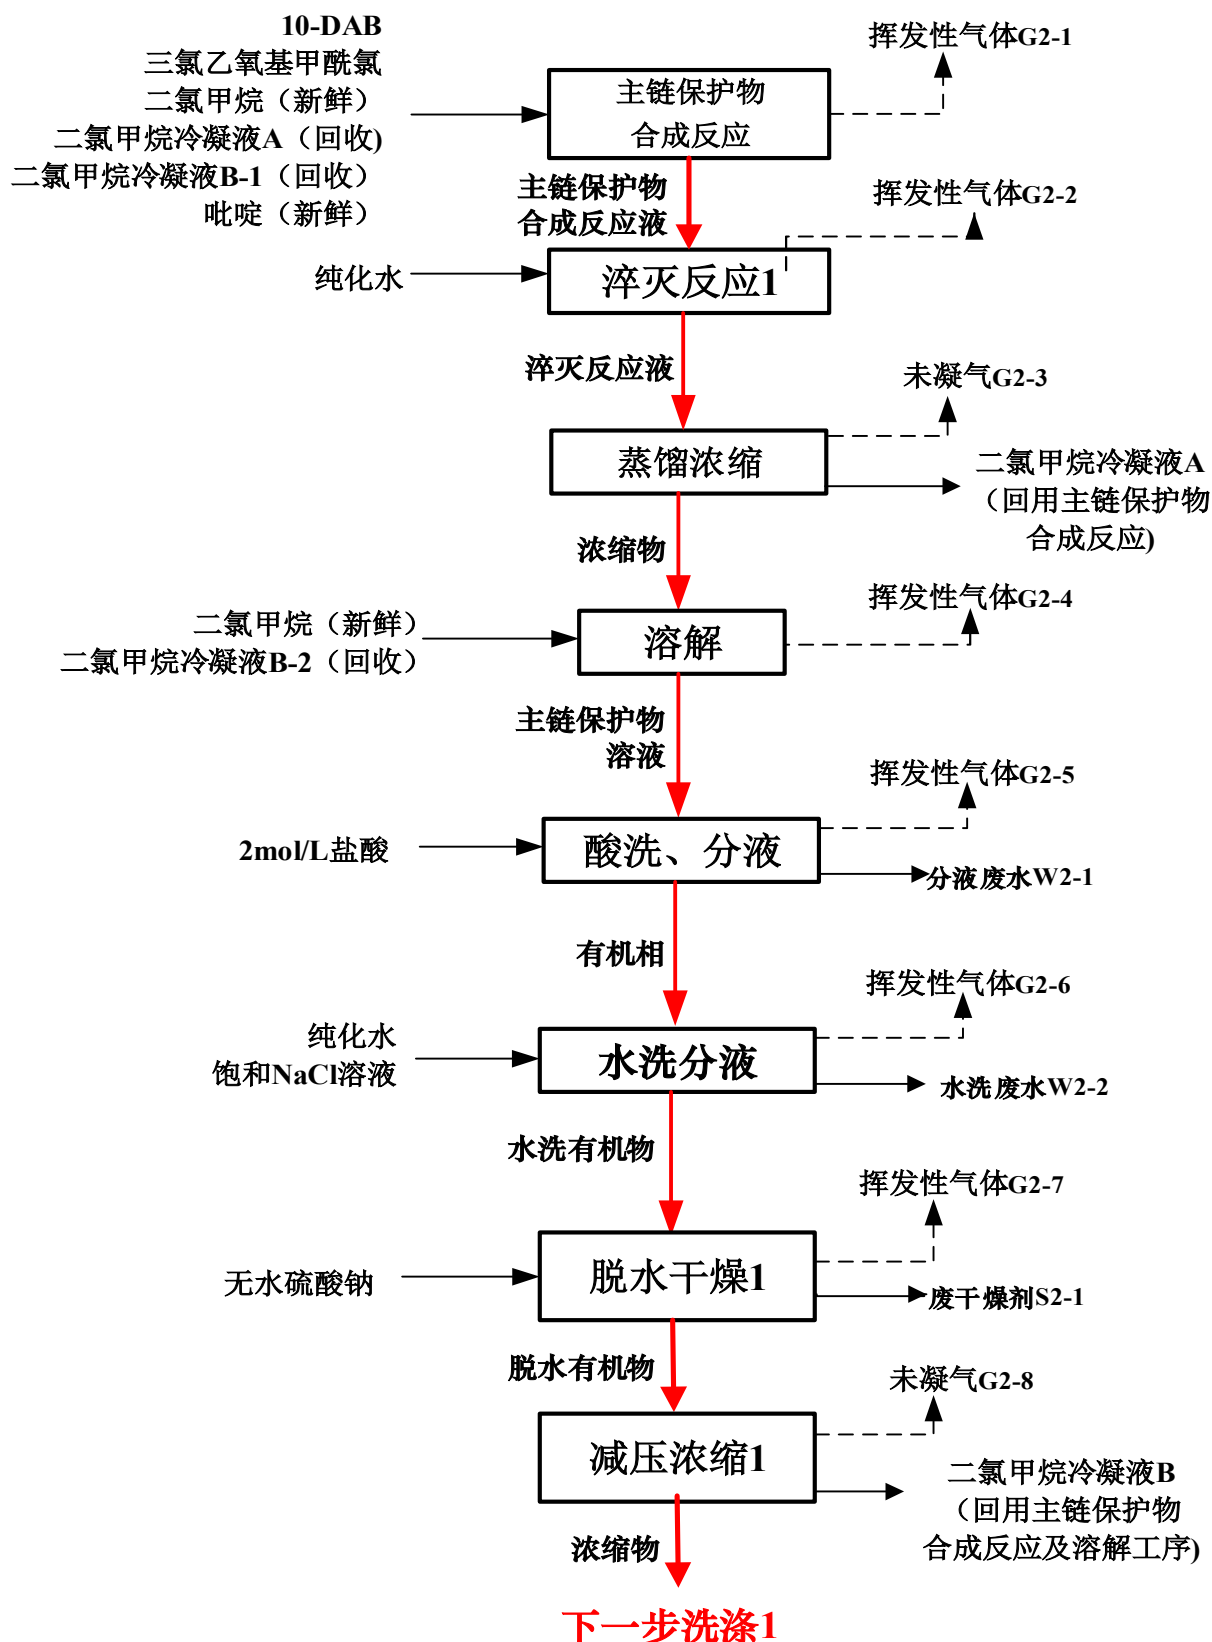 10-DAB
三氯乙氧基甲酰氯
二氯甲烷（新鲜）
二氯甲烷冷凝液A（回收)
二氯甲烷冷凝液B-1（回收）
吡啶（新鲜）
主链保护物
合成反应
挥发性气体G2-1
主链保护物
合成反应液
挥发性气体G2-2
纯化水
淬灭反应1
淬灭反应液
未凝气G2-3
蒸馏浓缩
二氯甲烷冷凝液A
（回用主链保护物
合成反应)
浓缩物
挥发性气体G2-4
二氯甲烷（新鲜）
二氯甲烷冷凝液B-2（回收）
溶解
主链保护物
溶液
挥发性气体G2-5
2mol/L盐酸
酸洗、分液
分液废水W2-1
有机相
挥发性气体G2-6
纯化水
饱和NaCl溶液
水洗分液
水洗废水W2-2
水洗有机物
挥发性气体G2-7
无水硫酸钠
脱水干燥1
废干燥剂S2-1
脱水有机物
未凝气G2-8
减压浓缩1
二氯甲烷冷凝液B
（回用主链保护物
合成反应及溶解工序)
浓缩物
下一步洗涤1